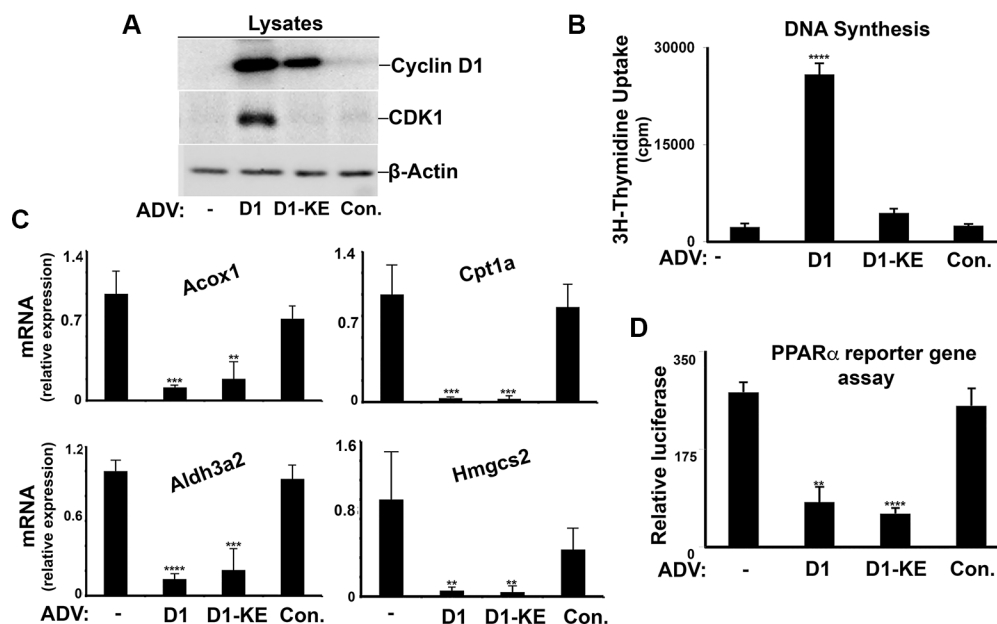 A
Lysates
Cyclin D1
CDK1
β-Actin
ADV: - D1 D1-KE Con.
B
DNA Synthesis
3H-Thymidine Uptake
(cpm)
30000
15000
0
****
ADV: - D1 D1-KE Con.
C
mRNA
(relative expression)
1.4
0.7
0
Acox1
***
**
1.4
0.7
0
Cpt1a
***
***
mRNA
(relative expression)
1.2
0.6
0
Aldh3a2
****
***
1.6
0.8
0
Hmgcs2
**
**
ADV: - D1 D1-KE Con. - D1 D1-KE Con.
D
PPARα reporter gene
assay
Relative luciferase
350
175
0
**
****
ADV: - D1 D1-KE Con.